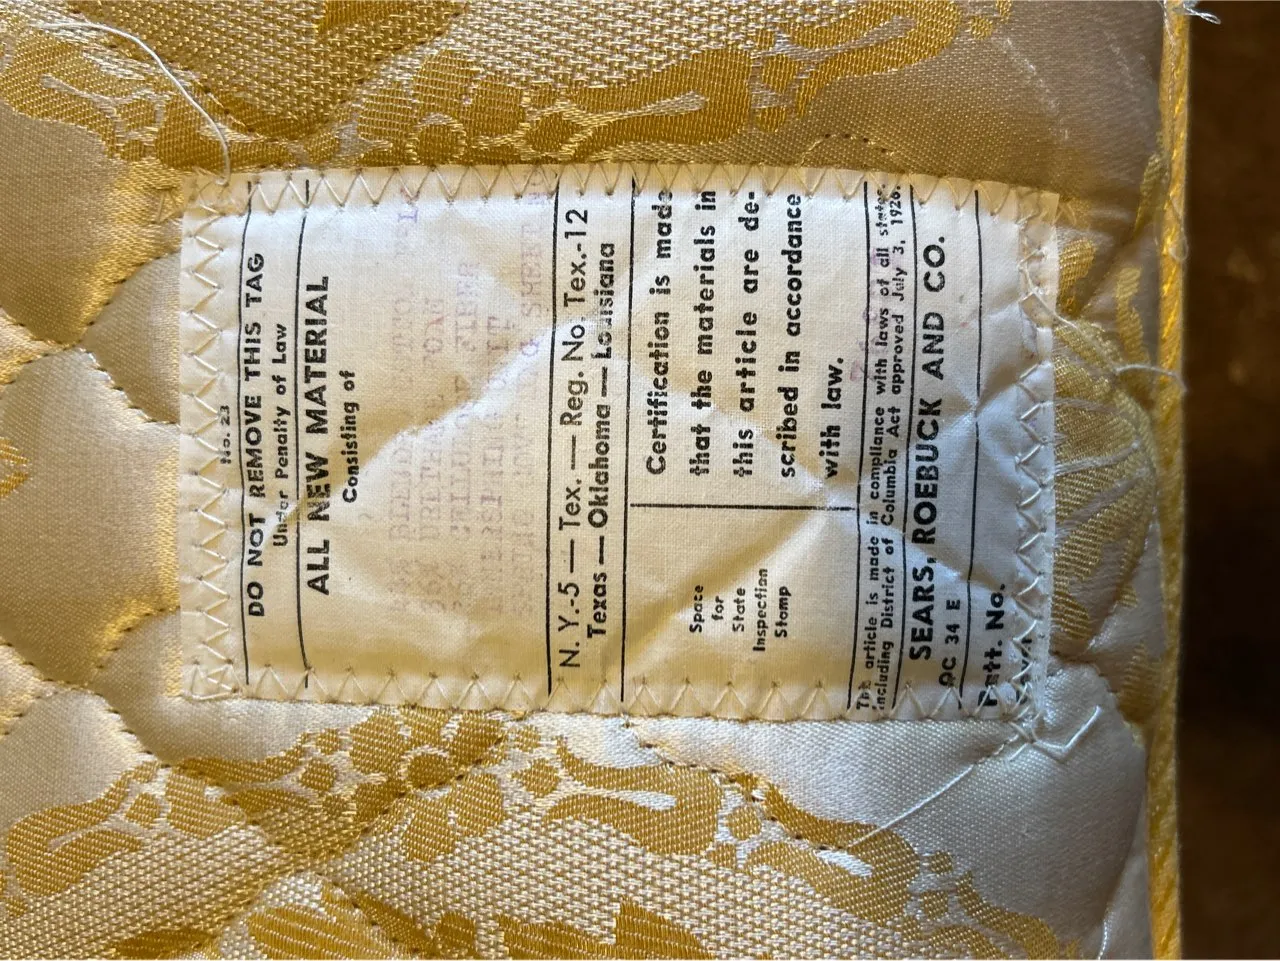 No. 23
DO NOT REMOVE THIS TAG
Under Penalty of Law
ALL NEW MATERIAL
Consisting of
URETHANE FOAM
N. Y.-5 — Tex. — Reg. No. Tex.-12
Texas — Oklahoma — Louisiana
Space
for
State
Inspection
Stamp
Certification is made
that the materials in
this article are de-
scribed in accordance
with law.
This article is made in compliance with laws of all states
including District of Columbia Act approved July 3, 1926.
SEARS, ROEBUCK AND CO.
QC 34 E
Patt. No.